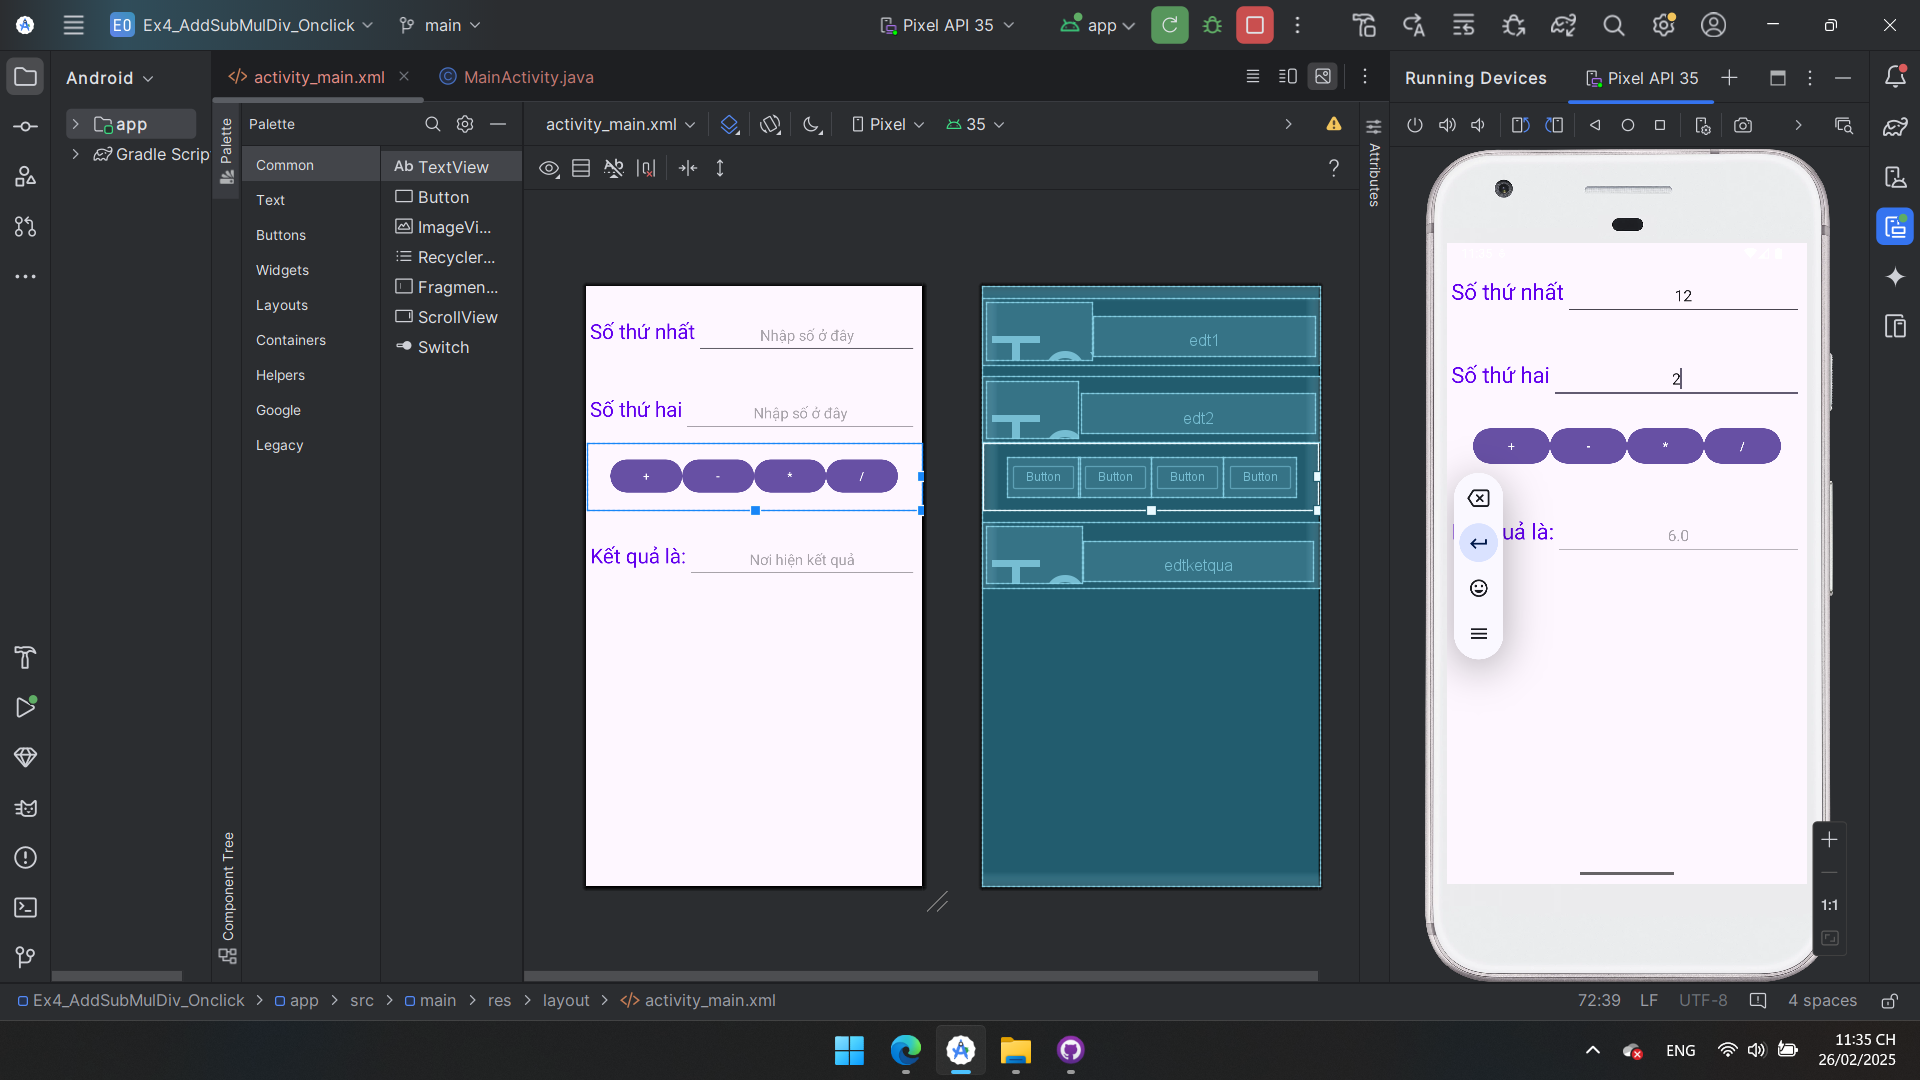 E0 Ex4_AddSubMulDiv_Onclick main Pixel API 35 app
Android activity_main.xml MainActivity.java Running Devices Pixel API 35
app
Gradle Scrip
Palette
Component Tree
Palette
Common
Text
Buttons
Widgets
Layouts
Containers
Helpers
Google
Legacy
Ab TextView
Button
ImageVi...
Recycler...
Fragmen...
ScrollView
Switch
activity_main.xml Pixel 35
?
Attributes
Số thứ nhất Nhập số ở đây
Số thứ hai Nhập số ở đây
+ - * /
Kết quả là: Nơi hiện kết quả
edt1
edt2
Button Button Button Button
edtketqua
Số thứ nhất 12
Số thứ hai 2
+ - * /
uả là: 6.0
1:1
Ex4_AddSubMulDiv_Onclick > app > src > main > res > layout > activity_main.xml
72:39 LF UTF-8 4 spaces
ENG
11:35 CH
26/02/2025